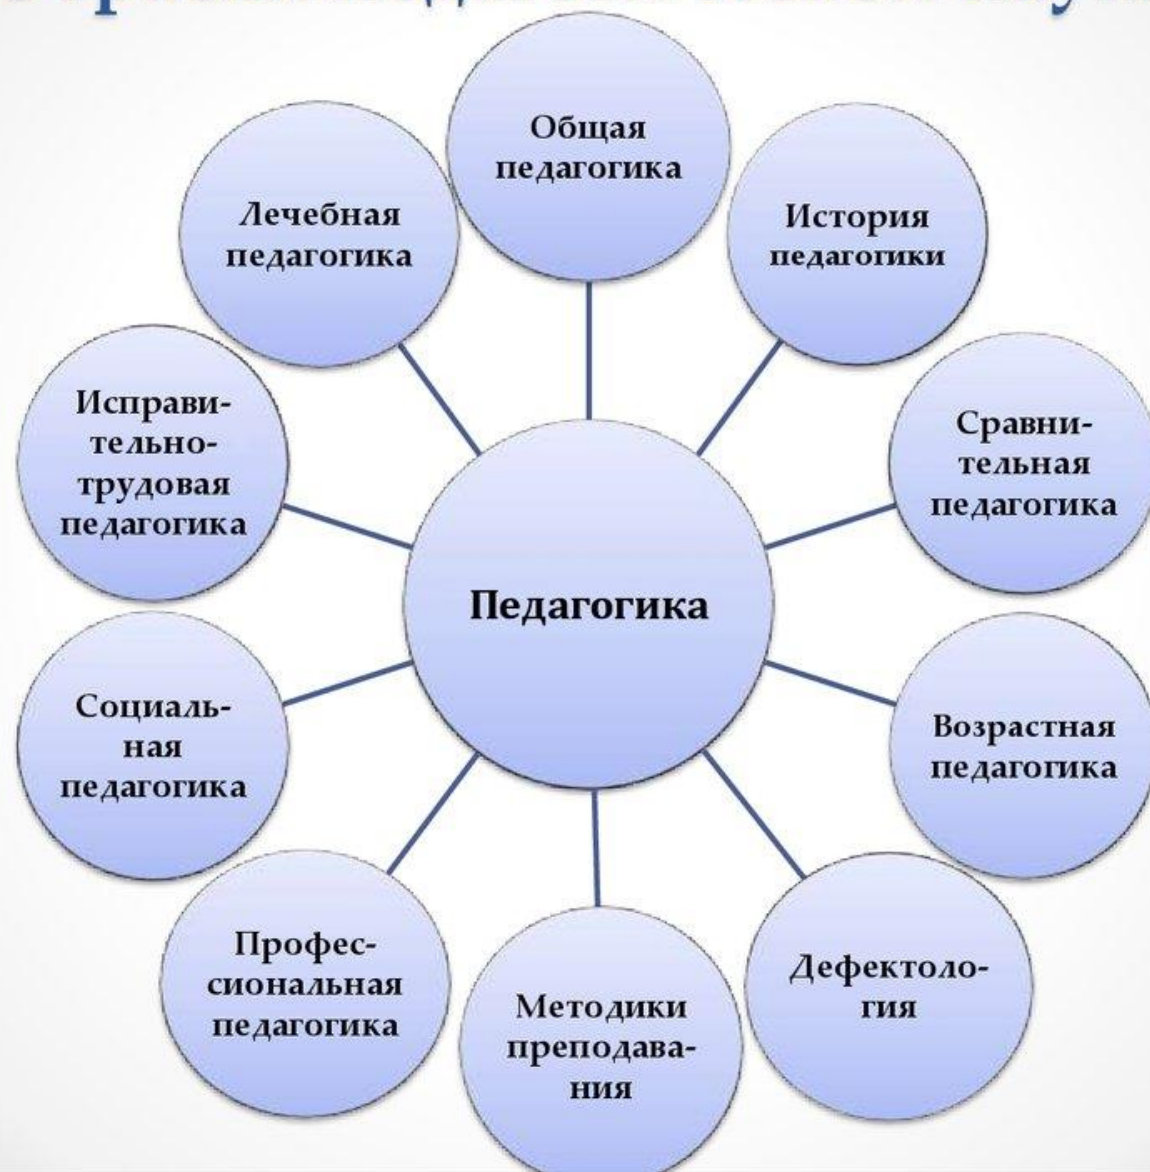 Общая
педагогика
История
педагогики
Сравни-
тельная
педагогика
Возрастная
педагогика
Дефектоло-
гия
Методики
преподава-
ния
Профес-
сиональная
педагогика
Социаль-
ная
педагогика
Исправи-
тельно-
трудовая
педагогика
Лечебная
педагогика
Педагогика